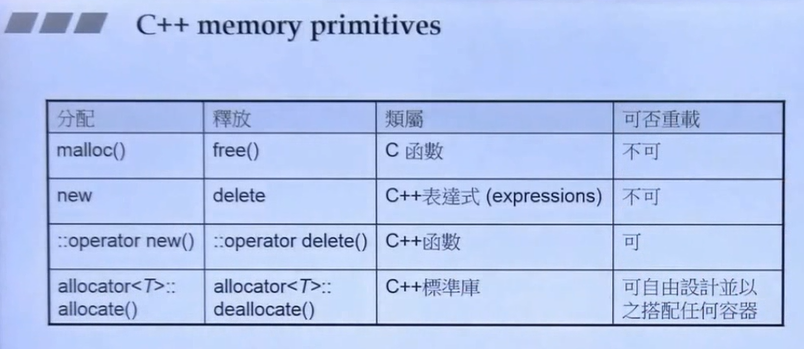 C++ memory primitives
分配 釋放 類屬 可否重載
malloc() free() C 函數 不可
new delete C++表達式 (expressions) 不可
::operator new() ::operator delete() C++函數 可
allocator<T>:: allocator<T>:: C++標準庫 可自由設計並以
allocate() deallocate() 之搭配任何容器